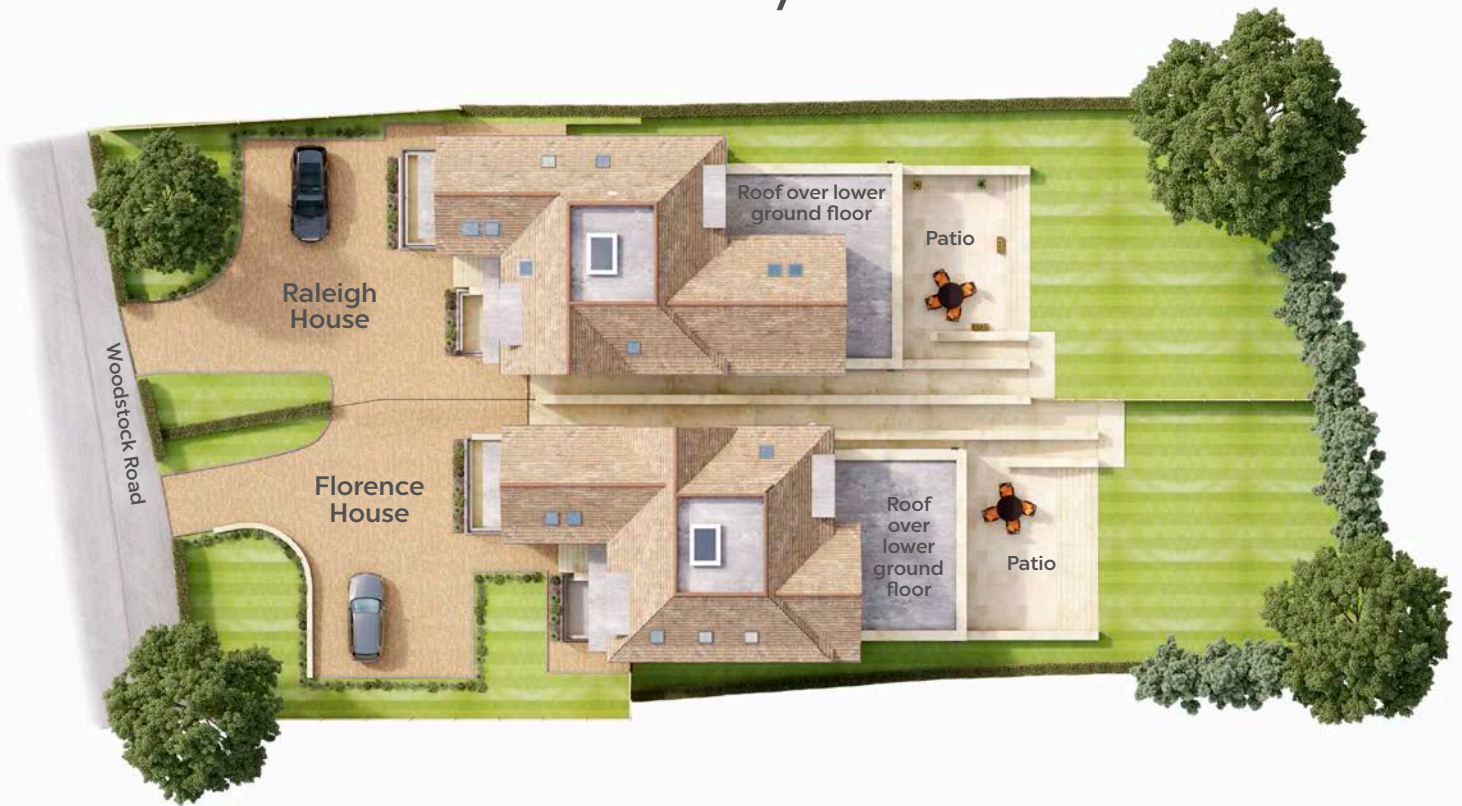 Roof over lower
ground floor
Patio
Raleigh
House
Woodstock Road
Florence
House
Roof
over
lower
ground
floor
Patio